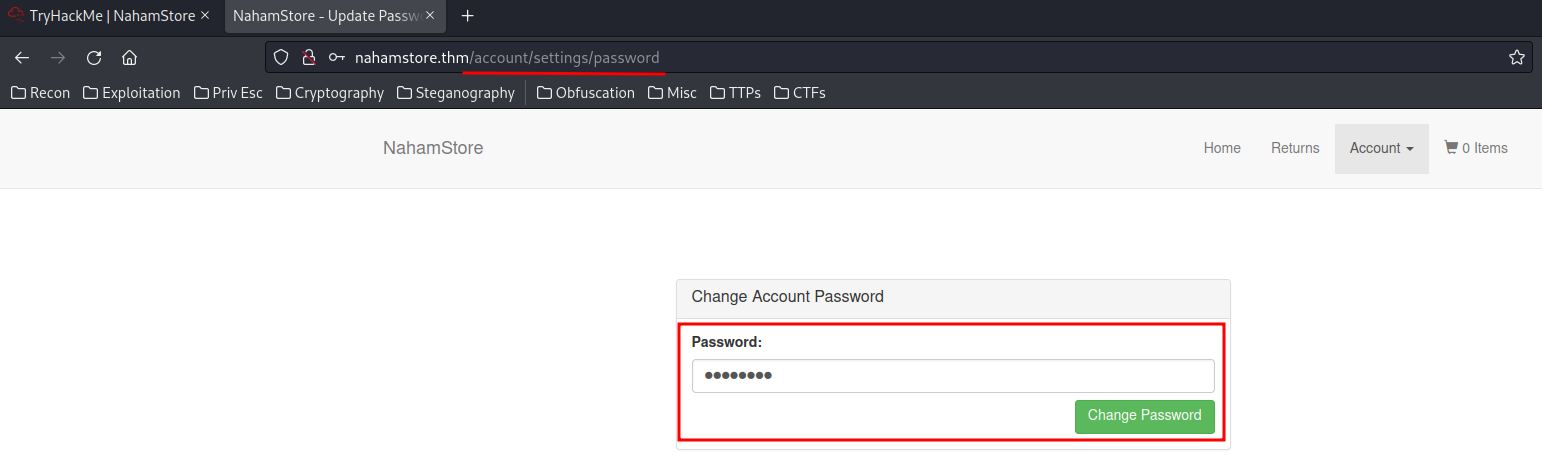 TryHackMe | NahamStore
NahamStore - Update Passw
nahamstore.thm/account/settings/password
Recon Exploitation Priv Esc Cryptography Steganography Obfuscation Misc TTPs CTFs
NahamStore Home Returns Account 0 Items
Change Account Password
Password:
Change Password